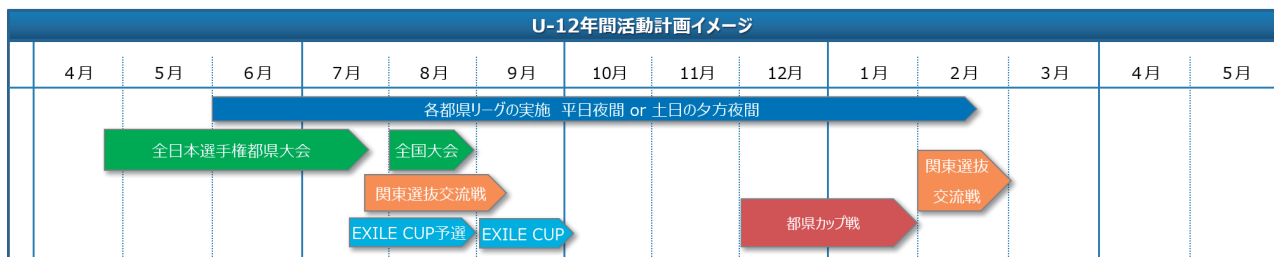 U-12年間活動計画イメージ
4月 5月 6月 7月 8月 9月 10月 11月 12月 1月 2月 3月 4月 5月
各都県リーグの実施 平日夜間 or 土日の夕方夜間
全日本選手権都県大会
全国大会
関東選抜
交流戦
関東選抜交流戦
都県カップ戦
EXILE CUP予選
EXILE CUP